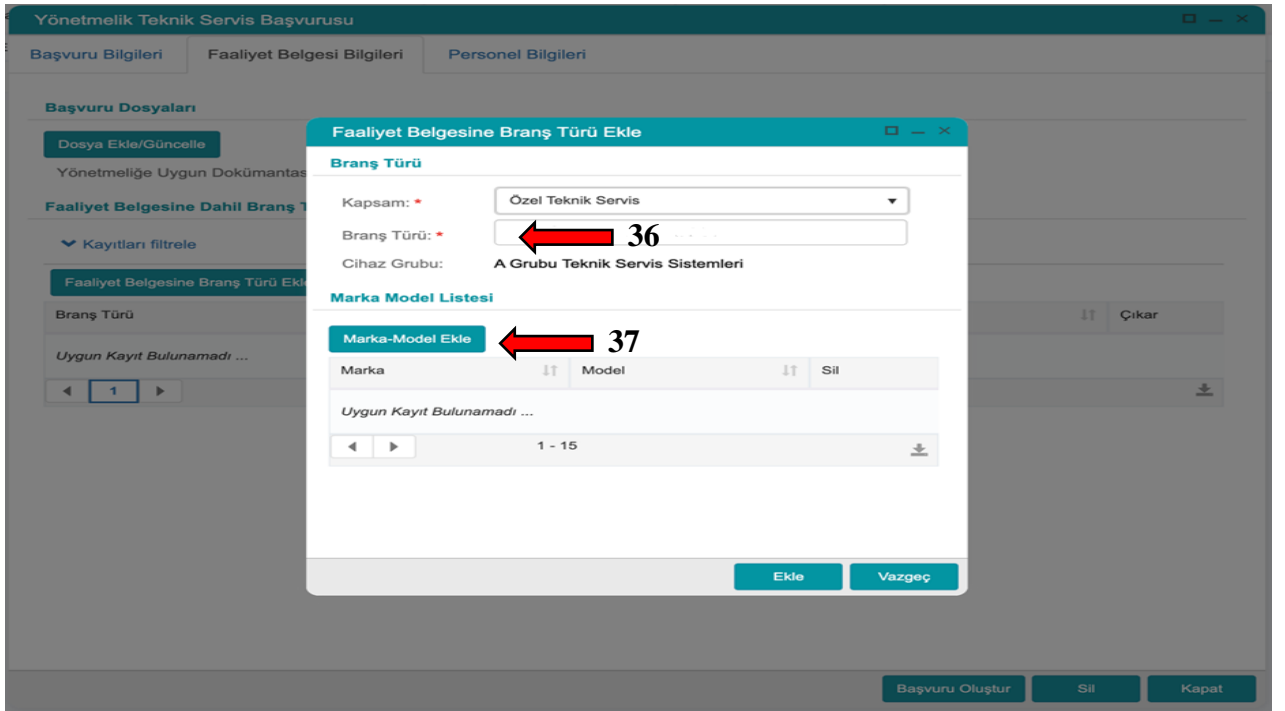 Yönetmelik Teknik Servis Başvurusu
Başvuru Bilgileri Faaliyet Belgesi Bilgileri Personel Bilgileri
Başvuru Dosyaları
Dosya Ekle/Güncelle
Yönetmeliğe Uygun
Faaliyet Belgesine Dahil Branş
Kayıtları filtrele
Faaliyet Belgesine Branş Türü
Branş Türü Çıkar
Uygun Kayıt Bulunamadı ...
1
Faaliyet Belgesine Branş Türü Ekle
Branş Türü
Kapsam: * Özel Teknik Servis
Branş Türü: * 36
Cihaz Grubu: A Grubu Teknik Servis Sistemleri
Marka Model Listesi
Marka-Model Ekle 37
Marka Model Sil
Uygun Kayıt Bulunamadı ...
1 - 15
Ekle Vazgeç
Başvuru Oluştur Sil Kapat